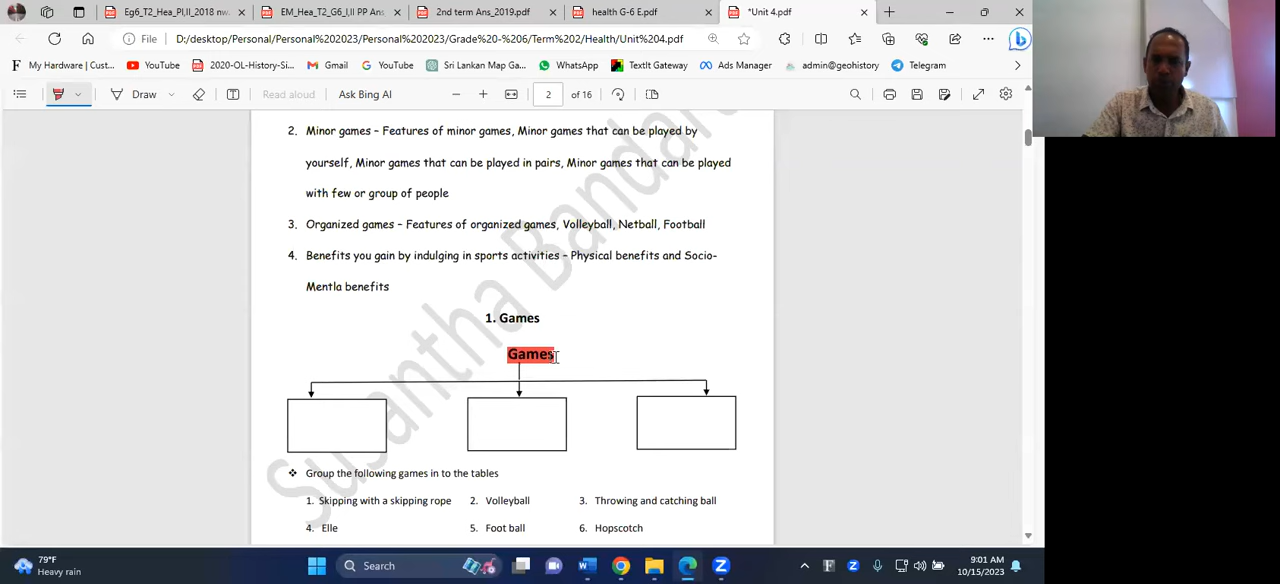 Eg6_T2_Hea_PI,II_2018 nw.
EM_Hea_T2_G6_I,II PP Ans
2nd term Ans_2019.pdf
health G-6 E.pdf
*Unit 4.pdf
File
D:/desktop/Personal/Personal%202023/Personal%202023/Grade%20-%206/Term%202/Health/Unit%204.pdf
My Hardware | Cust...
YouTube
2020-OL-History-Si...
Gmail
YouTube
Sri Lankan Map Ga...
WhatsApp
TextIt Gateway
Ads Manager
admin@geohistory
Telegram
Draw
Read aloud
Ask Bing AI
2
of 16
2. Minor games – Features of minor games, Minor games that can be played by
yourself, Minor games that can be played in pairs, Minor games that can be played
with few or group of people
3. Organized games – Features of organized games, Volleyball, Netball, Football
4. Benefits you gain by indulging in sports activities – Physical benefits and Socio-
Mentla benefits
1. Games
Games
Susantha Bandar
❖ Group the following games in to the tables
1. Skipping with a skipping rope 2. Volleyball 3. Throwing and catching ball
4. Elle 5. Foot ball 6. Hopscotch
79°F
Heavy rain
Search
9:01 AM
10/15/2023